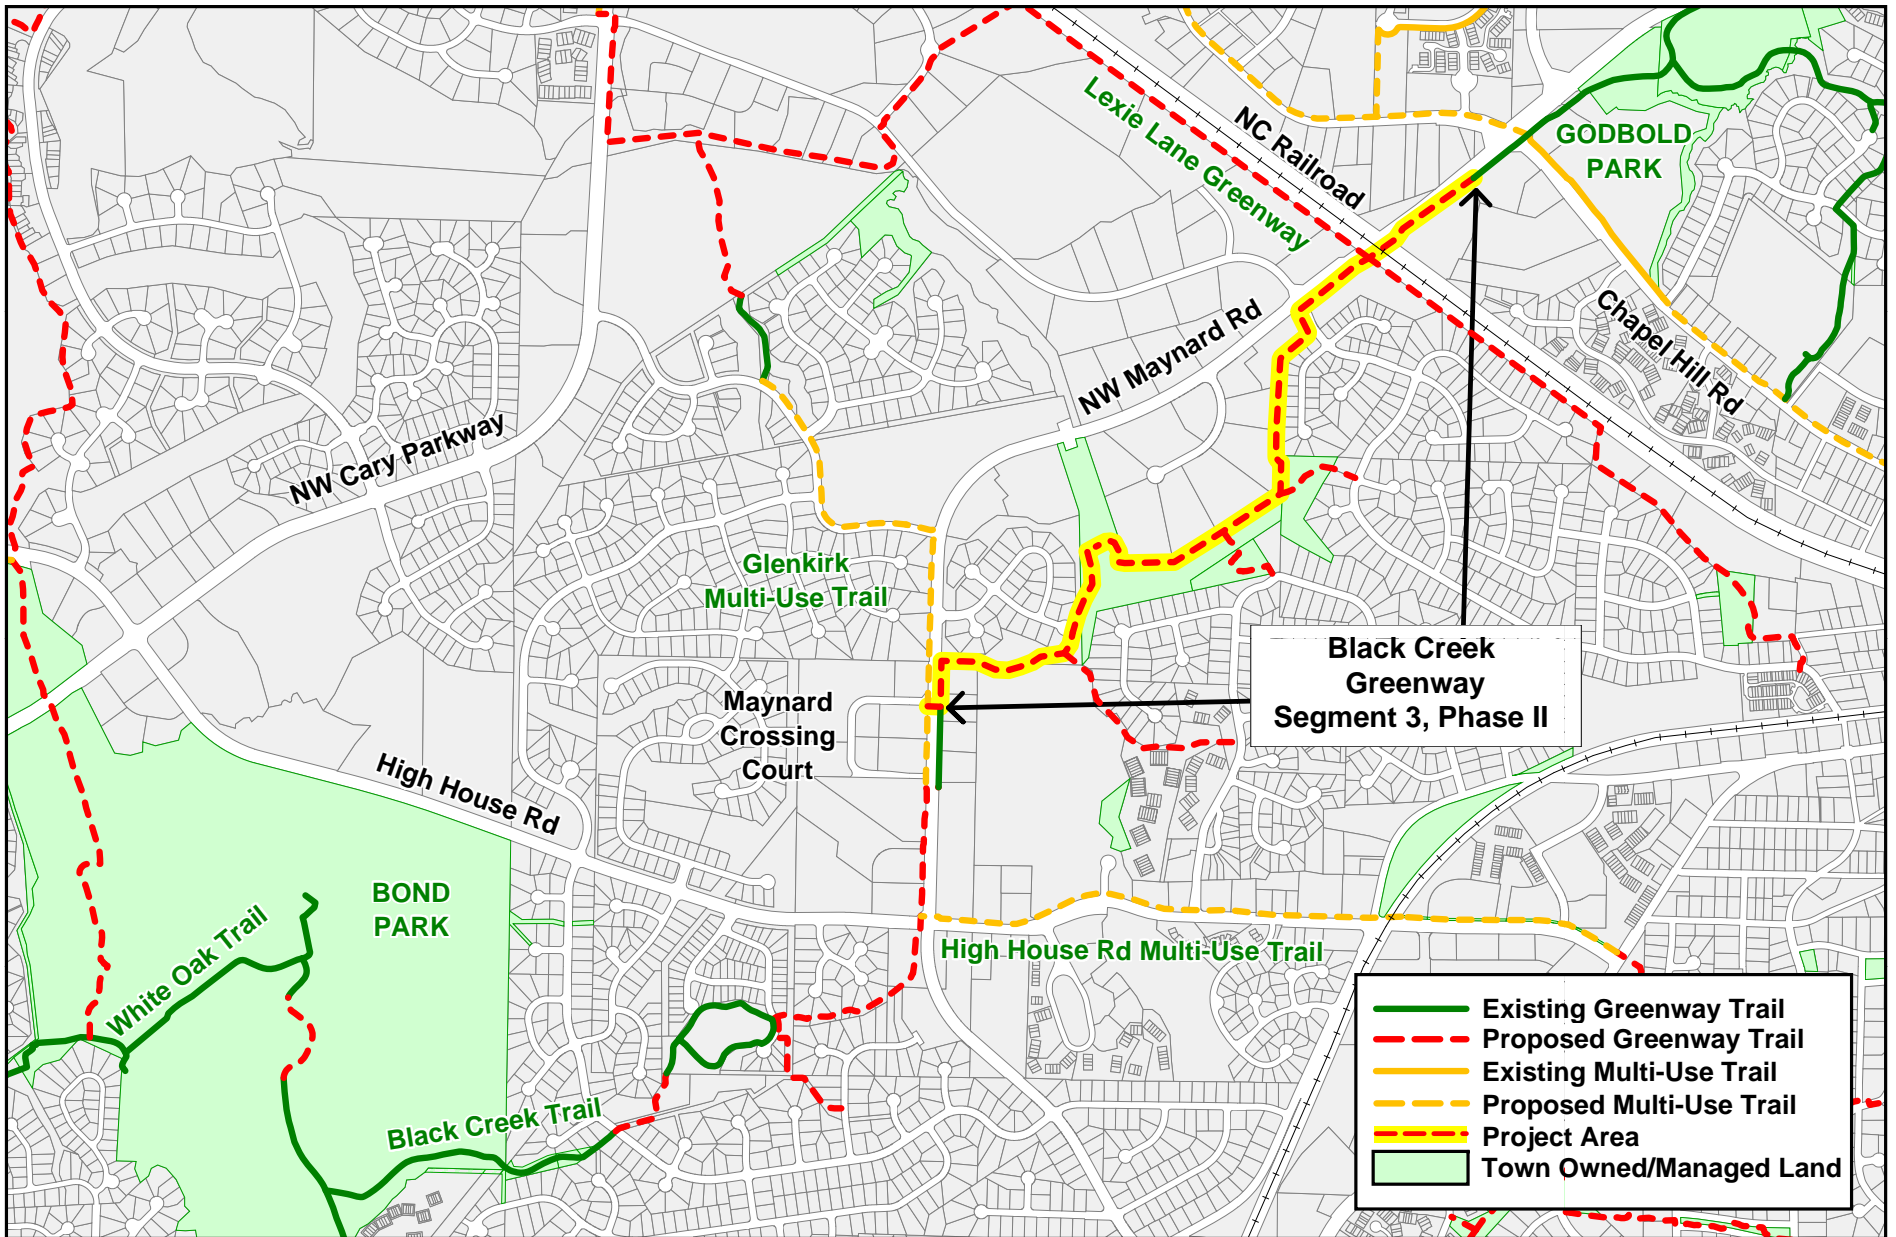 Lexie Lane Greenway
NC Railroad
GODBOLD
PARK
NW Maynard Rd
Chapel Hill Rd
NW Cary Parkway
Glenkirk
Multi-Use Trail
Black Creek
Greenway
Segment 3, Phase II
Maynard
Crossing
Court
High House Rd
BOND
PARK
White Oak Trail
High House Rd Multi-Use Trail
Black Creek Trail
Existing Greenway Trail
Proposed Greenway Trail
Existing Multi-Use Trail
Proposed Multi-Use Trail
Project Area
Town Owned/Managed Land